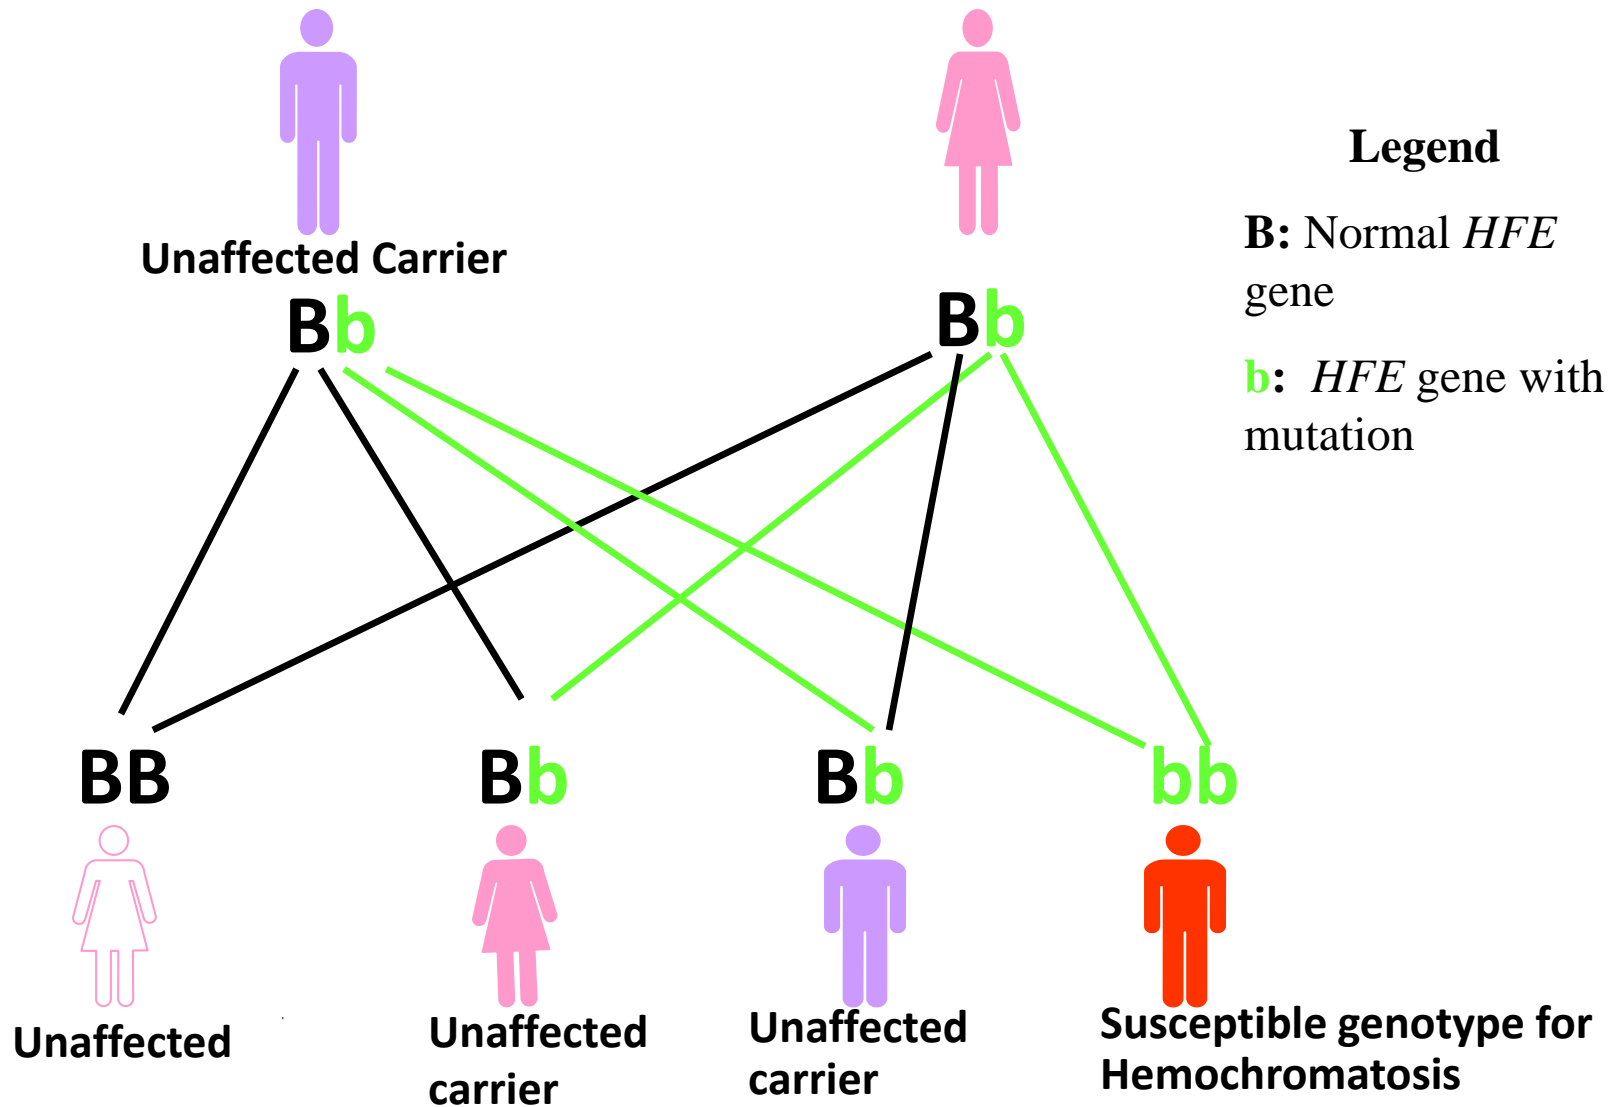 Unaffected Carrier
Bb
Bb
Legend
B: Normal HFE
gene
b: HFE gene with
mutation
BB
Bb
Bb
bb
Unaffected
Unaffected
carrier
Unaffected
carrier
Susceptible genotype for
Hemochromatosis